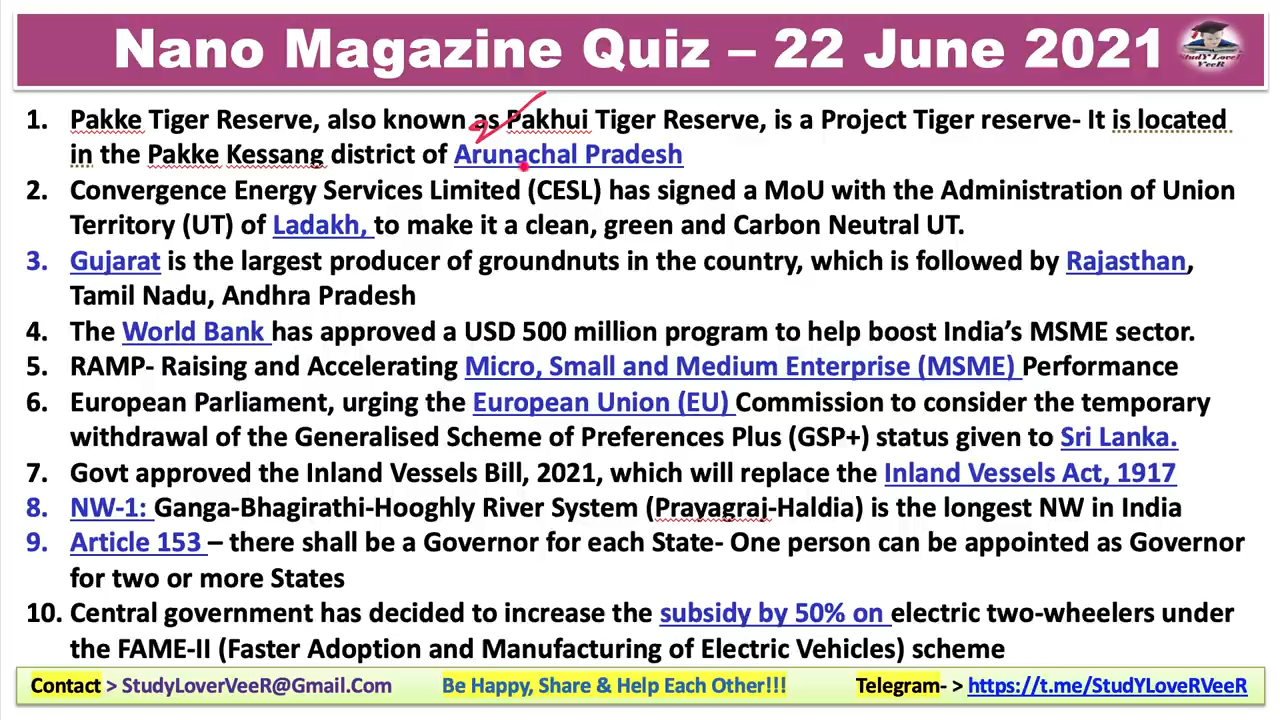 Nano Magazine Quiz – 22 June 2021
StudY LoveR
VeeR
1. Pakke Tiger Reserve, also known as Pakhui Tiger Reserve, is a Project Tiger reserve- It is located
in the Pakke Kessang district of Arunachal Pradesh
2. Convergence Energy Services Limited (CESL) has signed a MoU with the Administration of Union
Territory (UT) of Ladakh, to make it a clean, green and Carbon Neutral UT.
3. Gujarat is the largest producer of groundnuts in the country, which is followed by Rajasthan,
Tamil Nadu, Andhra Pradesh
4. The World Bank has approved a USD 500 million program to help boost India’s MSME sector.
5. RAMP- Raising and Accelerating Micro, Small and Medium Enterprise (MSME) Performance
6. European Parliament, urging the European Union (EU) Commission to consider the temporary
withdrawal of the Generalised Scheme of Preferences Plus (GSP+) status given to Sri Lanka.
7. Govt approved the Inland Vessels Bill, 2021, which will replace the Inland Vessels Act, 1917
8. NW-1: Ganga-Bhagirathi-Hooghly River System (Prayagraj-Haldia) is the longest NW in India
9. Article 153 – there shall be a Governor for each State- One person can be appointed as Governor
for two or more States
10. Central government has decided to increase the subsidy by 50% on electric two-wheelers under
the FAME-II (Faster Adoption and Manufacturing of Electric Vehicles) scheme
Contact > StudyLoverVeeR@Gmail.Com Be Happy, Share & Help Each Other!!! Telegram- > https://t.me/StudYLoveRVeeR